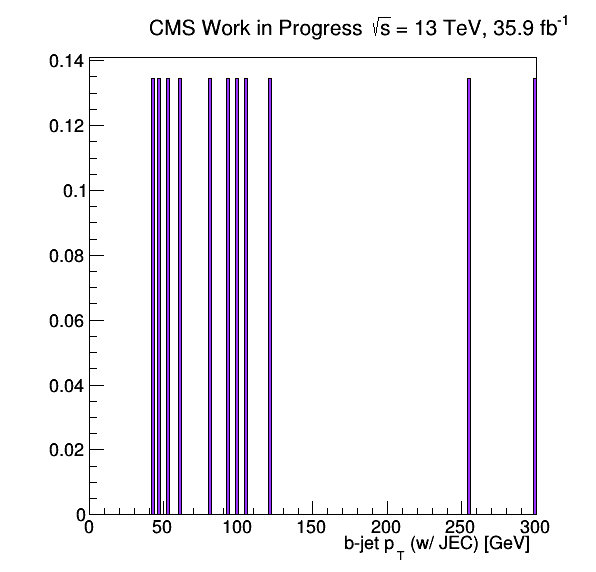 CMS Work in Progress √s = 13 TeV, 35.9 fb⁻¹
0.14
0.12
0.1
0.08
0.06
0.04
0.02
0
0 50 100 150 200 250 300
b-jet p_T (w/ JEC) [GeV]